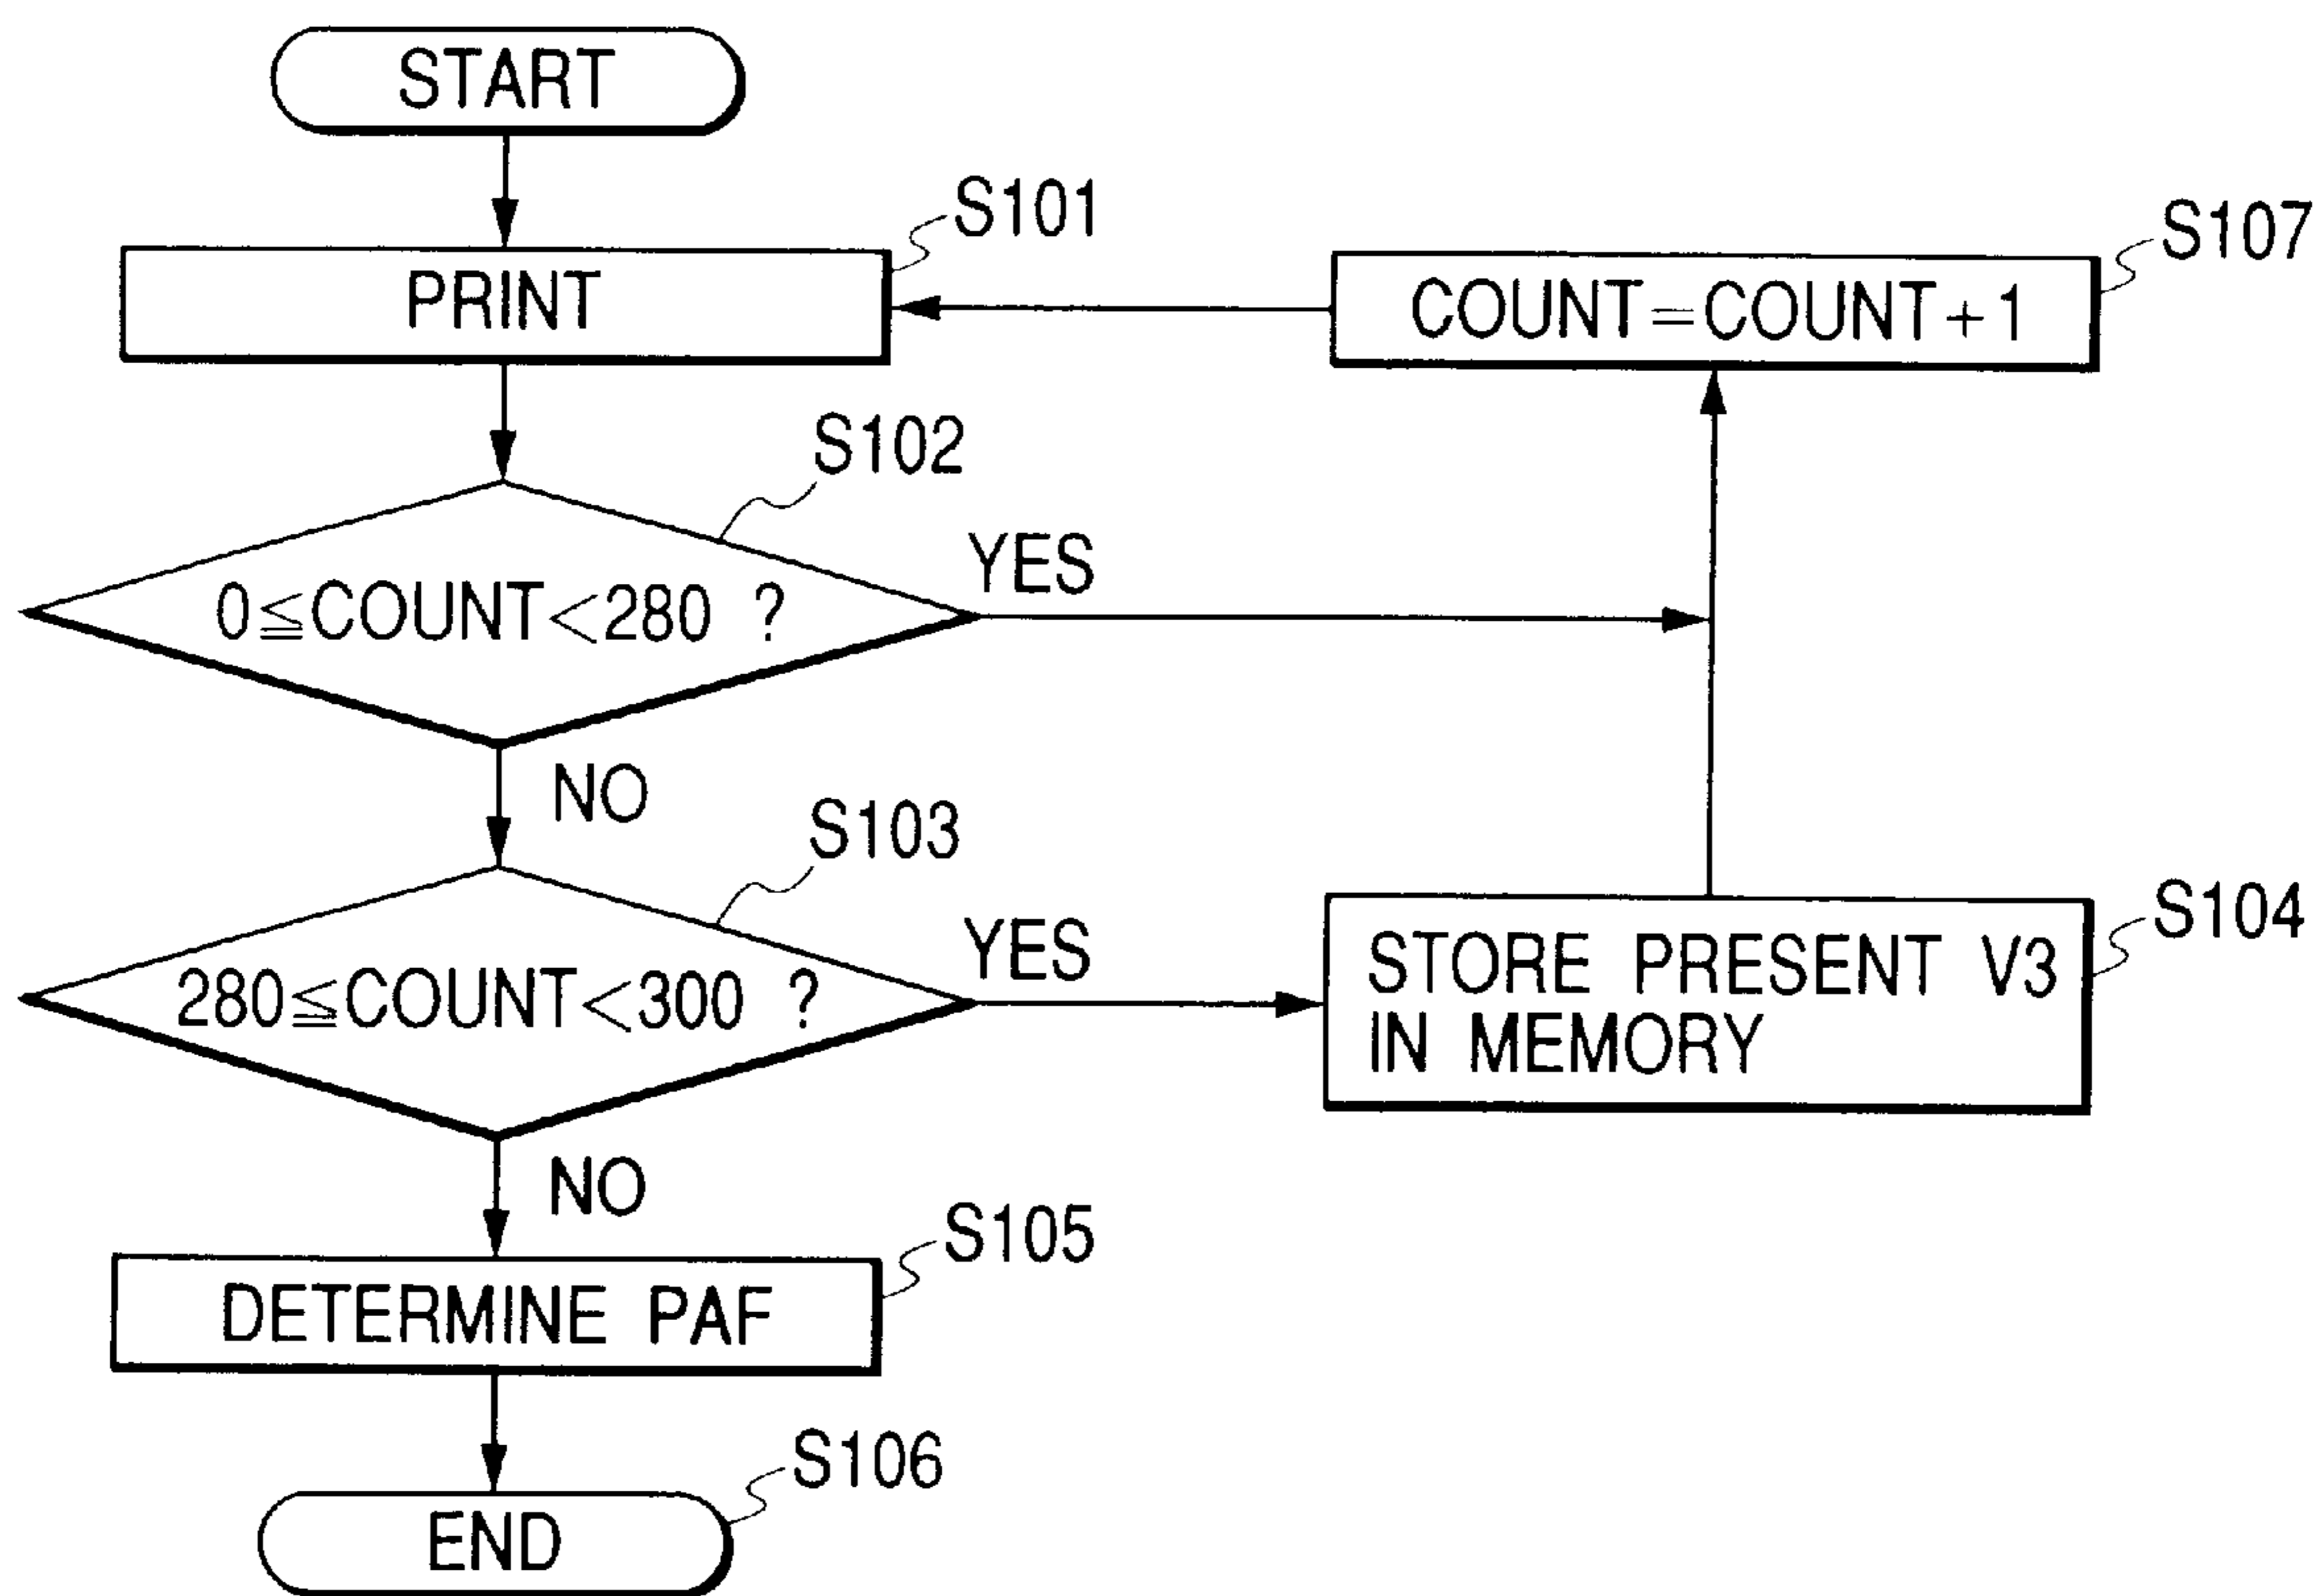 START
S101
PRINT
S107
COUNT=COUNT+1
S102
0≦COUNT<280 ?
YES
NO
S103
280≦COUNT<300 ?
YES
S104
STORE PRESENT V3
IN MEMORY
NO
S105
DETERMINE PAF
S106
END